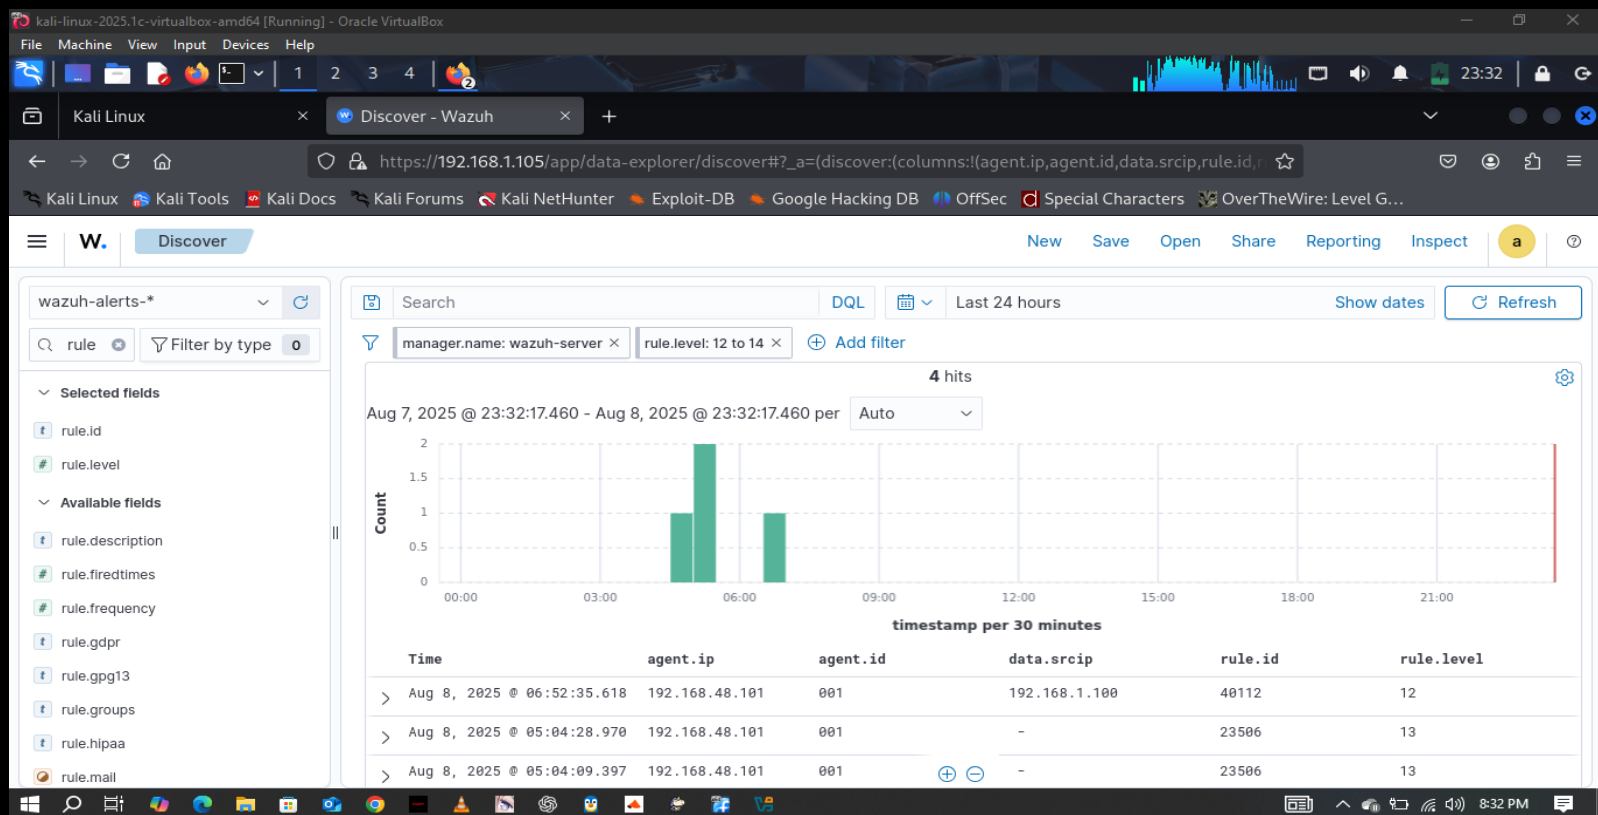 kali-linux-2025.1c-virtualbox-amd64 [Running] - Oracle VirtualBox
File Machine View Input Devices Help
1 2 3 4 2 23:32
Kali Linux Discover - Wazuh
https://192.168.1.105/app/data-explorer/discover#?_a=(discover:(columns:!(agent.ip,agent.id,data.srcip,rule.id,r
Kali Linux Kali Tools Kali Docs Kali Forums Kali NetHunter Exploit-DB Google Hacking DB OffSec Special Characters OverTheWire: Level G...
W. Discover New Save Open Share Reporting Inspect a
wazuh-alerts-* Search DQL Last 24 hours Show dates Refresh
rule Filter by type 0 manager.name: wazuh-server rule.level: 12 to 14 Add filter
4 hits
Selected fields
Aug 7, 2025 @ 23:32:17.460 - Aug 8, 2025 @ 23:32:17.460 per Auto
t rule.id
# rule.level
Available fields
t rule.description
# rule.firedtimes
# rule.frequency
t rule.gdpr
t rule.gpg13
t rule.groups
t rule.hipaa
rule.mail
Count
2
1.5
1
0.5
0
00:00 03:00 06:00 09:00 12:00 15:00 18:00 21:00
timestamp per 30 minutes
Time agent.ip agent.id data.srcip rule.id rule.level
Aug 8, 2025 @ 06:52:35.618 192.168.48.101 001 192.168.1.100 40112 12
Aug 8, 2025 @ 05:04:28.970 192.168.48.101 001 - 23506 13
Aug 8, 2025 @ 05:04:09.397 192.168.48.101 001 - 23506 13
8:32 PM